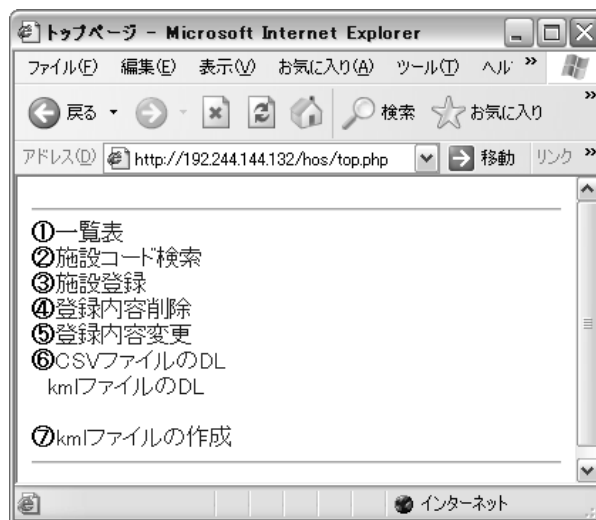 トップページ - Microsoft Internet Explorer
ファイル(F) 編集(E) 表示(V) お気に入り(A) ツール(T) ヘル »
戻る 検索 お気に入り »
アドレス(D) http://192.244.144.132/hos/top.php 移動 リンク »
①一覧表
②施設コード検索
③施設登録
④登録内容削除
⑤登録内容変更
⑥CSVファイルのDL
kmlファイルのDL
⑦kmlファイルの作成
インターネット